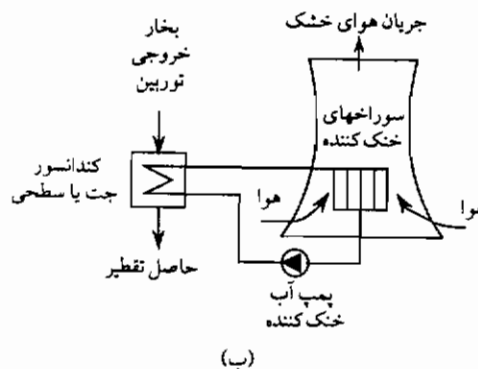 جریان هوای خشک
بخار
خروجی
توربین
سوراخهای
خنک کننده
کندانسور
جت یا سطحی
هوا
هوا
حاصل تقطیر
پمپ آب
خنک کننده
(ب)